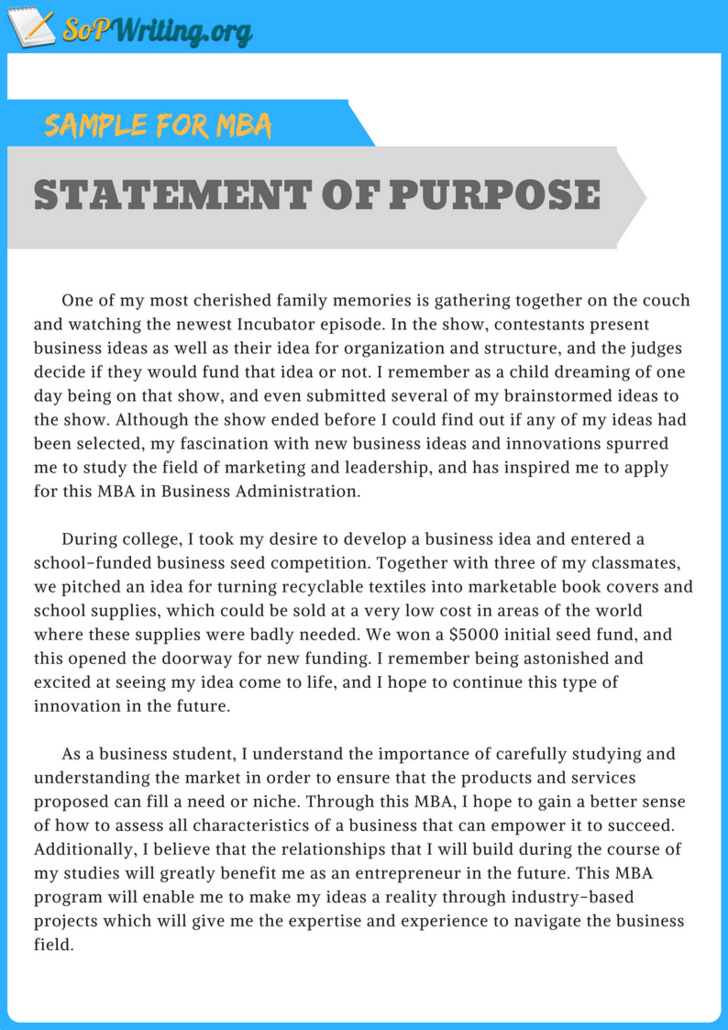 SoPWriting.org
SAMPLE FOR MBA
STATEMENT OF PURPOSE
One of my most cherished family memories is gathering together on the couch
and watching the newest Incubator episode. In the show, contestants present
business ideas as well as their idea for organization and structure, and the judges
decide if they would fund that idea or not. I remember as a child dreaming of one
day being on that show, and even submitted several of my brainstormed ideas to
the show. Although the show ended before I could find out if any of my ideas had
been selected, my fascination with new business ideas and innovations spurred
me to study the field of marketing and leadership, and has inspired me to apply
for this MBA in Business Administration.
During college, I took my desire to develop a business idea and entered a
school-funded business seed competition. Together with three of my classmates,
we pitched an idea for turning recyclable textiles into marketable book covers and
school supplies, which could be sold at a very low cost in areas of the world
where these supplies were badly needed. We won a $5000 initial seed fund, and
this opened the doorway for new funding. I remember being astonished and
excited at seeing my idea come to life, and I hope to continue this type of
innovation in the future.
As a business student, I understand the importance of carefully studying and
understanding the market in order to ensure that the products and services
proposed can fill a need or niche. Through this MBA, I hope to gain a better sense
of how to assess all characteristics of a business that can empower it to succeed.
Additionally, I believe that the relationships that I will build during the course of
my studies will greatly benefit me as an entrepreneur in the future. This MBA
program will enable me to make my ideas a reality through industry-based
projects which will give me the expertise and experience to navigate the business
field.